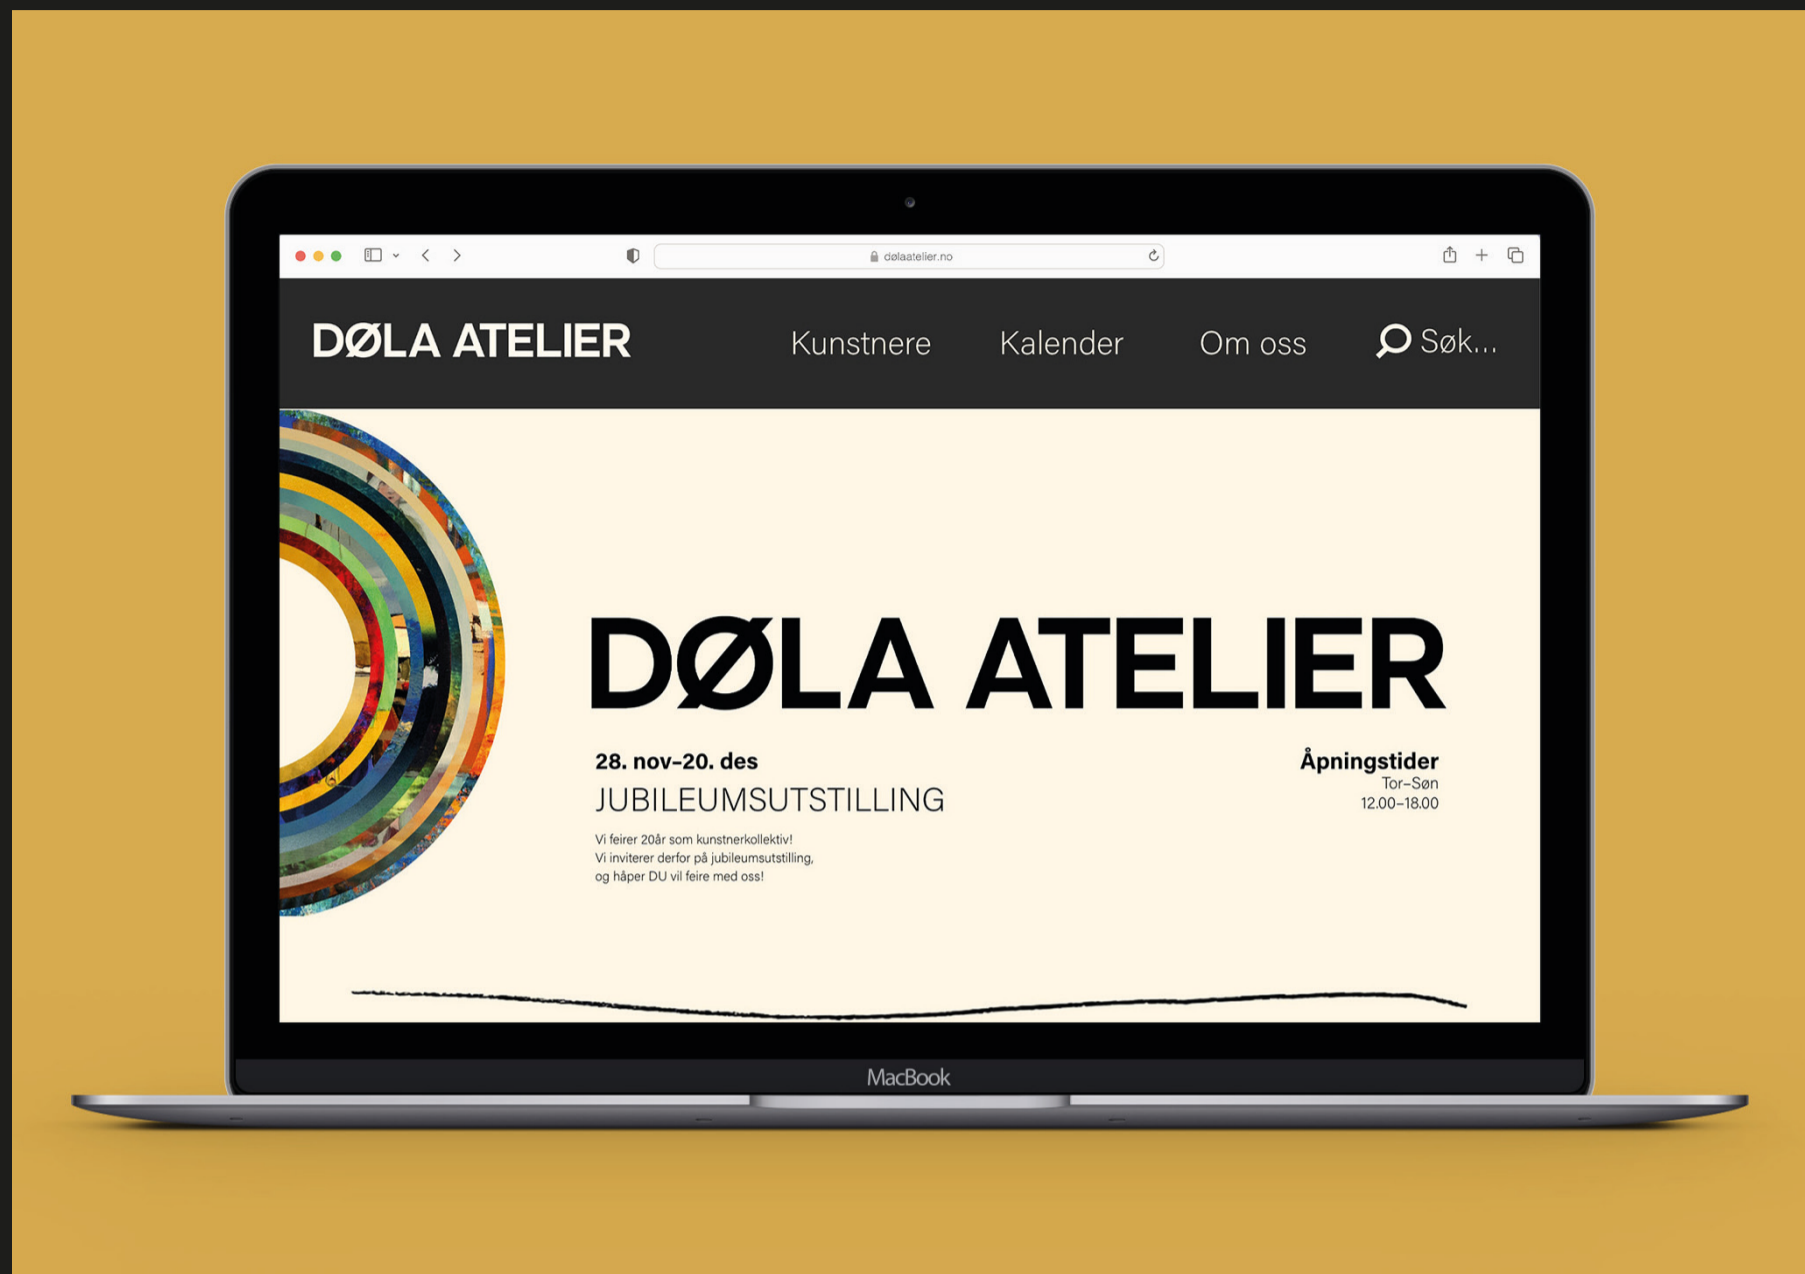 dølaatelier.no
DØLA ATELIER
Kunstnere
Kalender
Om oss
Søk...
DØLA ATELIER
28. nov–20. des
JUBILEUMSUTSTILLING
Vi feirer 20år som kunstnerkollektiv!
Vi inviterer derfor på jubileumsutstilling,
og håper DU vil feire med oss!
Åpningstider
Tor–Søn
12.00–18.00
MacBook